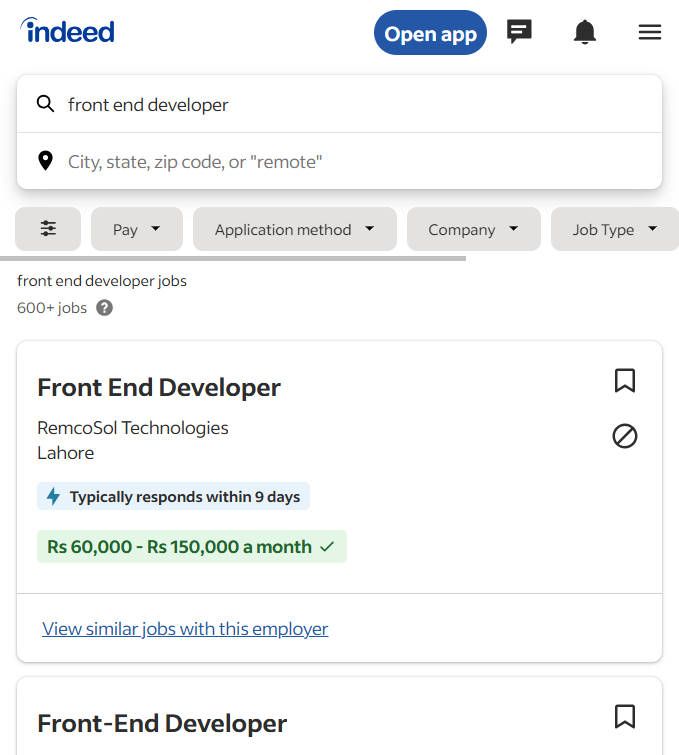 indeed
Open app
front end developer
City, state, zip code, or "remote"
Pay
Application method
Company
Job Type
front end developer jobs
600+ jobs ?
Front End Developer
RemcoSol Technologies
Lahore
Typically responds within 9 days
Rs 60,000 - Rs 150,000 a month
View similar jobs with this employer
Front-End Developer